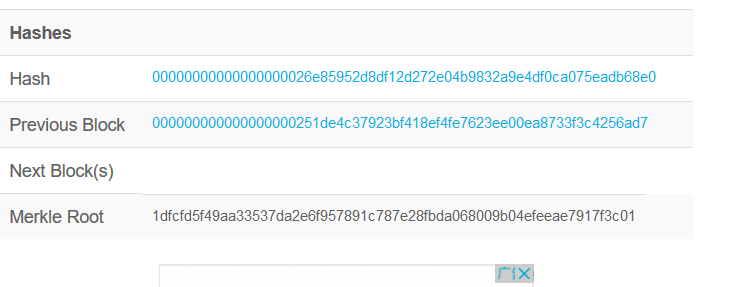 Hashes
Hash 00000000000000000026e85952d8df12d272e04b9832a9e4df0ca075eadb68e0
Previous Block 000000000000000000251de4c37923bf418ef4fe7623ee00ea8733f3c4256ad7
Next Block(s)
Merkle Root 1dfcfd5f49aa33537da2e6f957891c787e28fbda068009b04efeeae7917f3c01